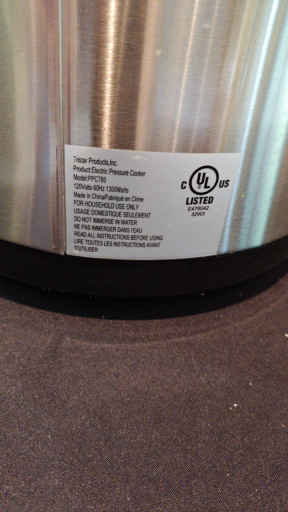 Tristar Products,Inc.
Product:Electric Pressure Cooker
Model:PPC780
120Volts~60Hz 1300Watts
Made in China/Fabriqué en Chine
FOR HOUSEHOLD USE ONLY
USAGE DOMESTIQUE SEULEMENT
DO NOT IMMERSE IN WATER
NE PAS IMMERGER DANS l'EAU
READ ALL INSTRUCTIONS BEFORE USING
LIRE TOUTES LES INSTRUCTIONS AVANT
C UL US
LISTED